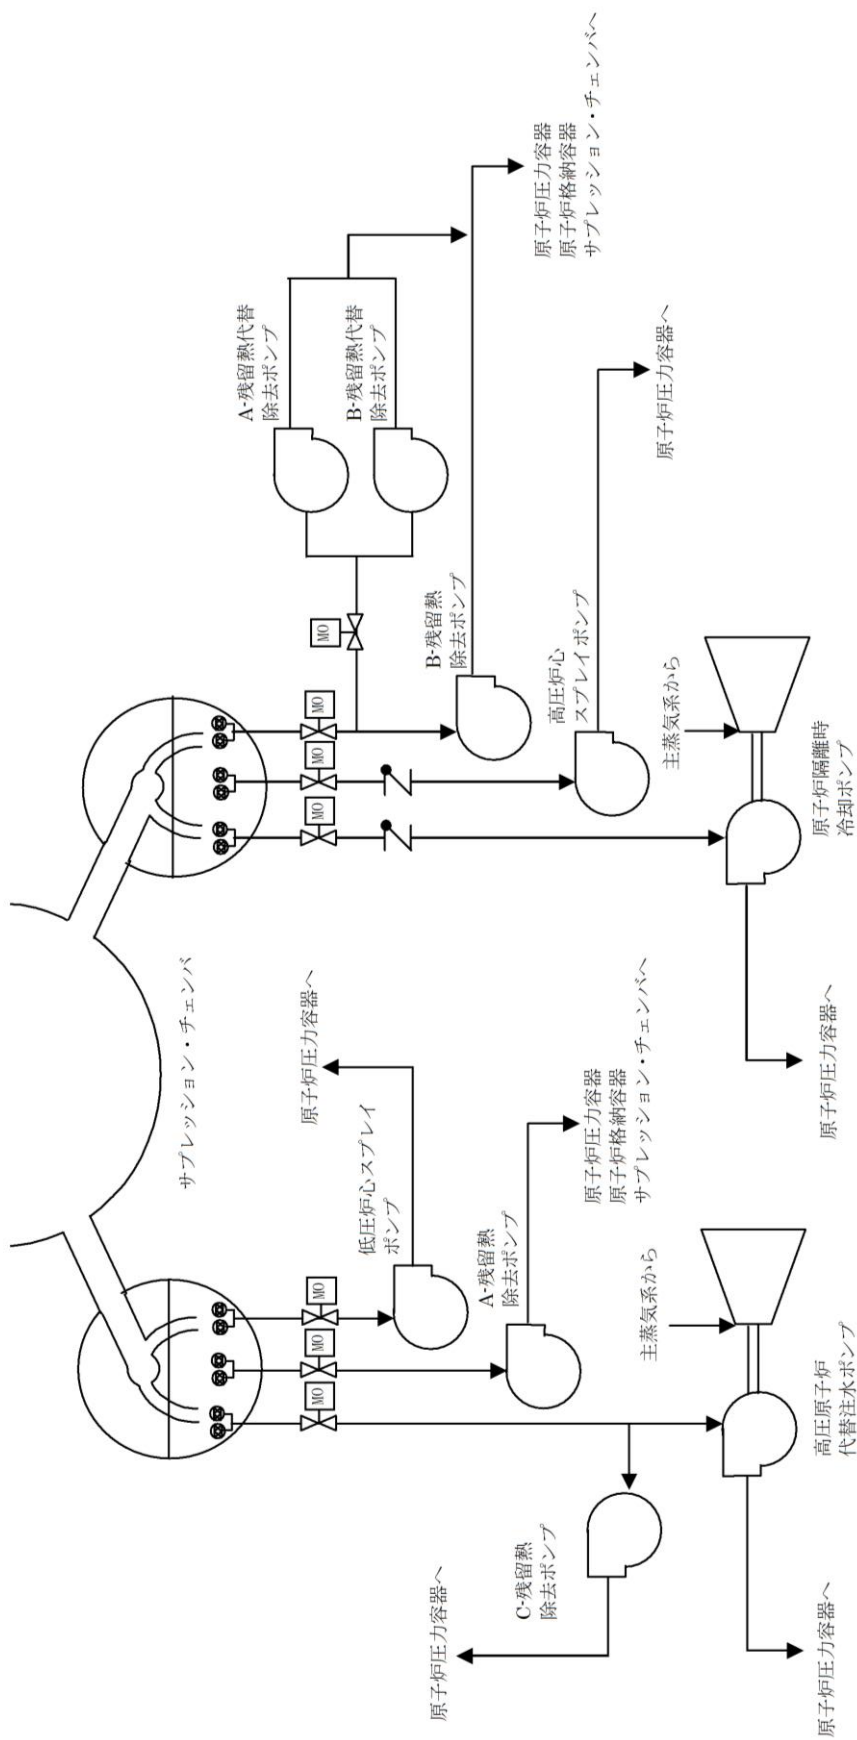 サプレッション・チェンバ
原子炉圧力容器へ
低圧炉心スプレイ
ポンプ
MO
MO
MO
A-残留熱
除去ポンプ
原子炉圧力容器
原子炉格納容器
サプレッション・チェンバへ
C-残留熱
除去ポンプ
原子炉圧力容器へ
主蒸気系から
高圧原子炉
代替注水ポンプ
原子炉圧力容器へ
A-残留熱代替
除去ポンプ
B-残留熱代替
除去ポンプ
MO
MO
MO
MO
B-残留熱
除去ポンプ
原子炉圧力容器
原子炉格納容器
サプレッション・チェンバへ
高圧炉心
スプレイポンプ
原子炉圧力容器へ
主蒸気系から
原子炉隔離時
冷却ポンプ
原子炉圧力容器へ